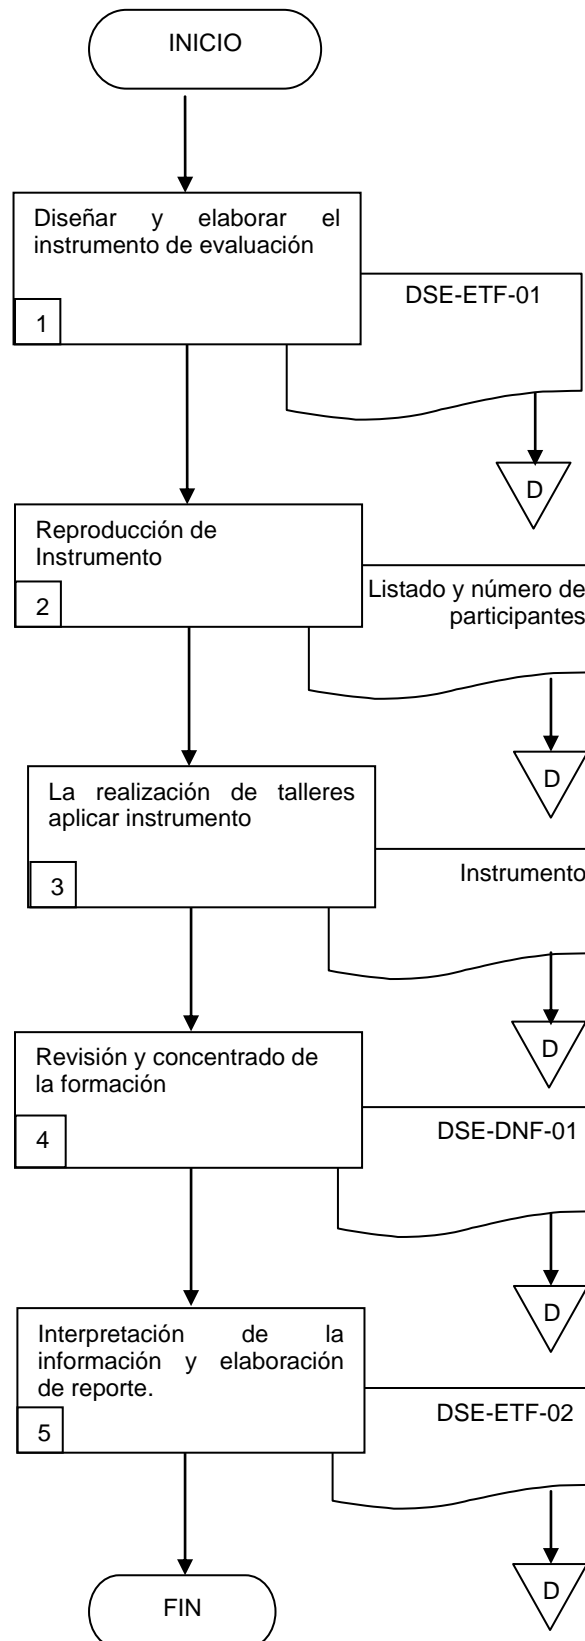 INICIO
Diseñar y elaborar el
instrumento de evaluación
1
DSE-ETF-01
D
Reproducción de
Instrumento
2
Listado y número de
participantes
D
La realización de talleres
aplicar instrumento
3
Instrumento
D
Revisión y concentrado de
la formación
4
DSE-DNF-01
D
Interpretación de la
información y elaboración
de reporte.
5
DSE-ETF-02
D
FIN